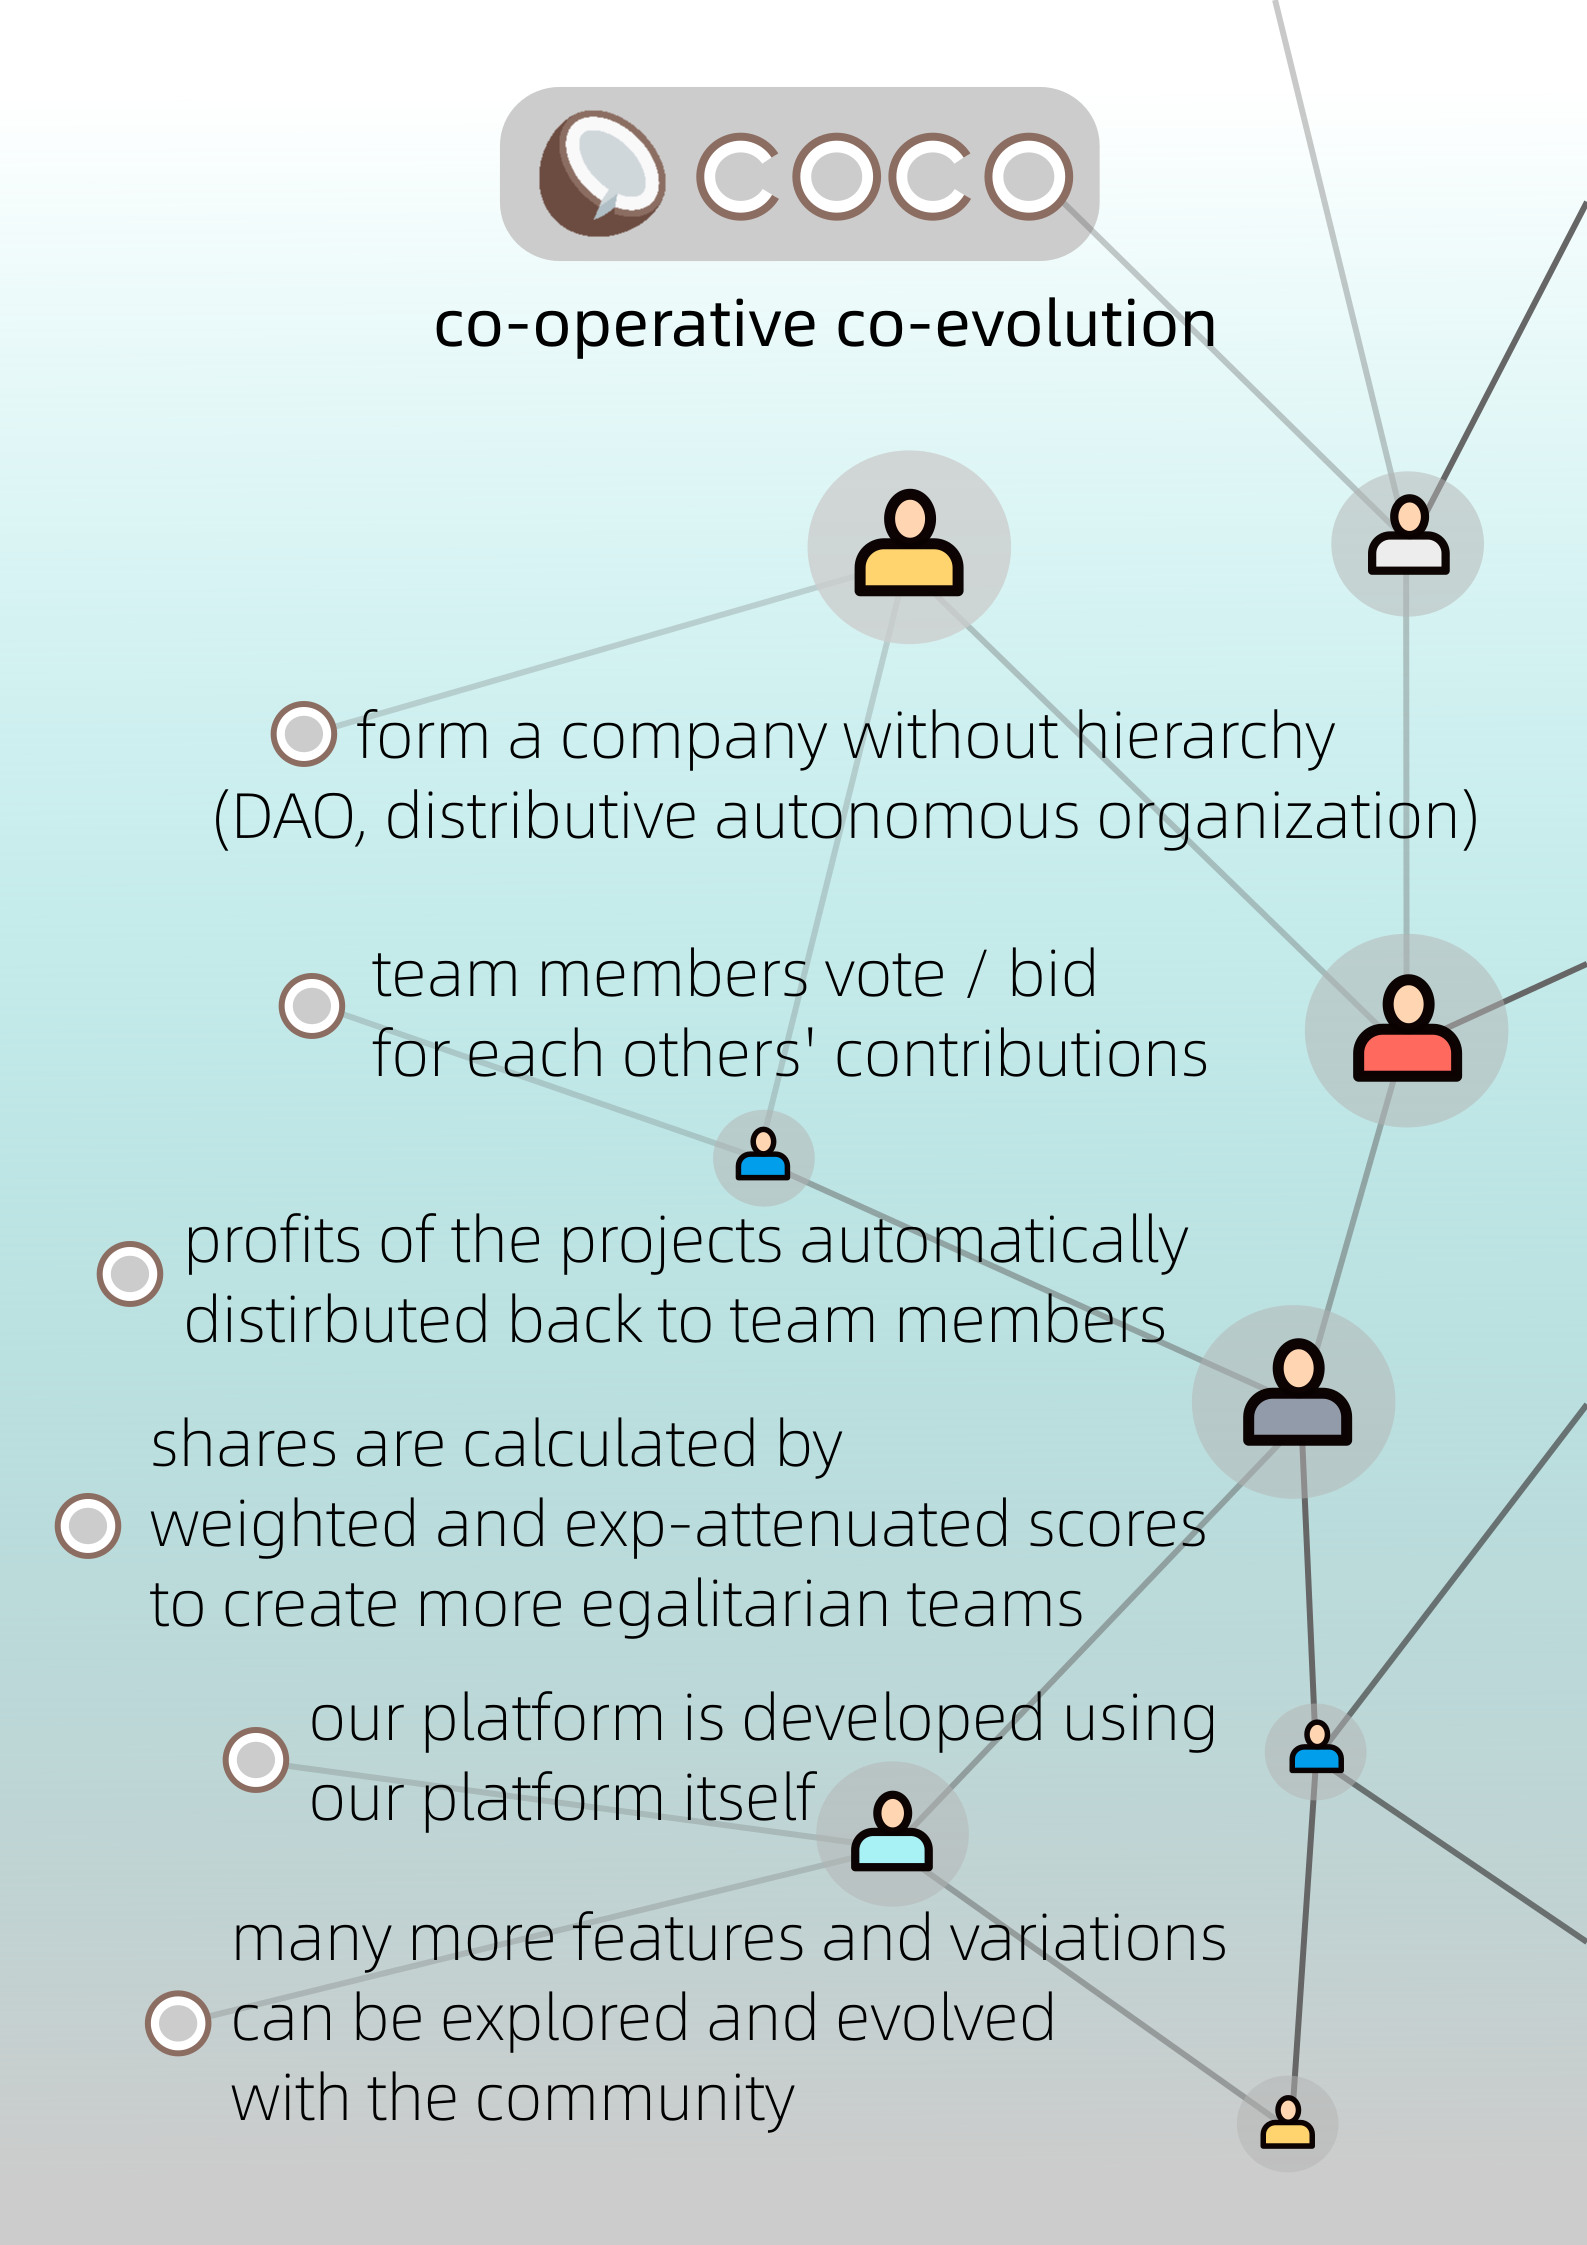 COCO
co-operative co-evolution
form a company without hierarchy
(DAO, distributive autonomous organization)
team members vote / bid
for each others' contributions
profits of the projects automatically
distirbuted back to team members
shares are calculated by
weighted and exp-attenuated scores
to create more egalitarian teams
our platform is developed using
our platform itself
many more features and variations
can be explored and evolved
with the community